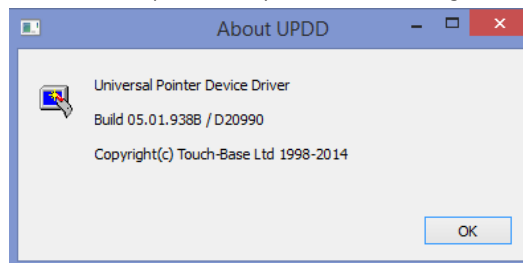 About UPDD
Universal Pointer Device Driver
Build 05.01.938B / D20990
Copyright(c) Touch-Base Ltd 1998-2014
OK